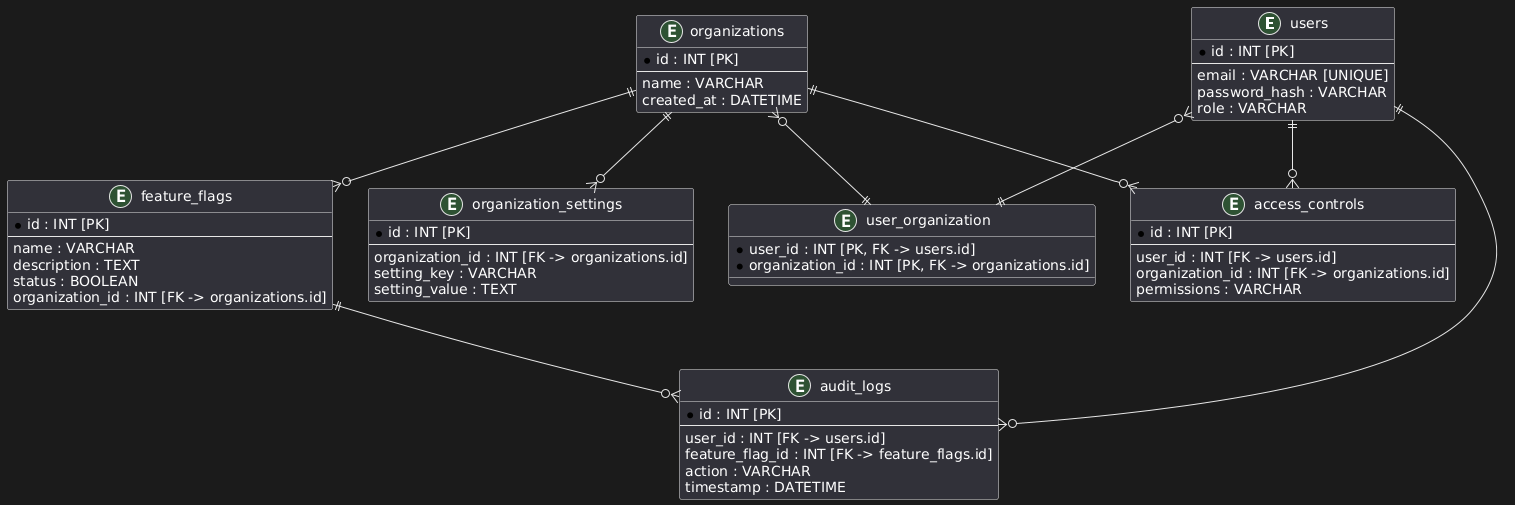 E organizations
id : INT [PK]
name : VARCHAR
created_at : DATETIME
E users
id : INT [PK]
email : VARCHAR [UNIQUE]
password_hash : VARCHAR
role : VARCHAR
E feature_flags
id : INT [PK]
name : VARCHAR
description : TEXT
status : BOOLEAN
organization_id : INT [FK -> organizations.id]
E organization_settings
id : INT [PK]
organization_id : INT [FK -> organizations.id]
setting_key : VARCHAR
setting_value : TEXT
E user_organization
user_id : INT [PK, FK -> users.id]
organization_id : INT [PK, FK -> organizations.id]
E access_controls
id : INT [PK]
user_id : INT [FK -> users.id]
organization_id : INT [FK -> organizations.id]
permissions : VARCHAR
E audit_logs
id : INT [PK]
user_id : INT [FK -> users.id]
feature_flag_id : INT [FK -> feature_flags.id]
action : VARCHAR
timestamp : DATETIME